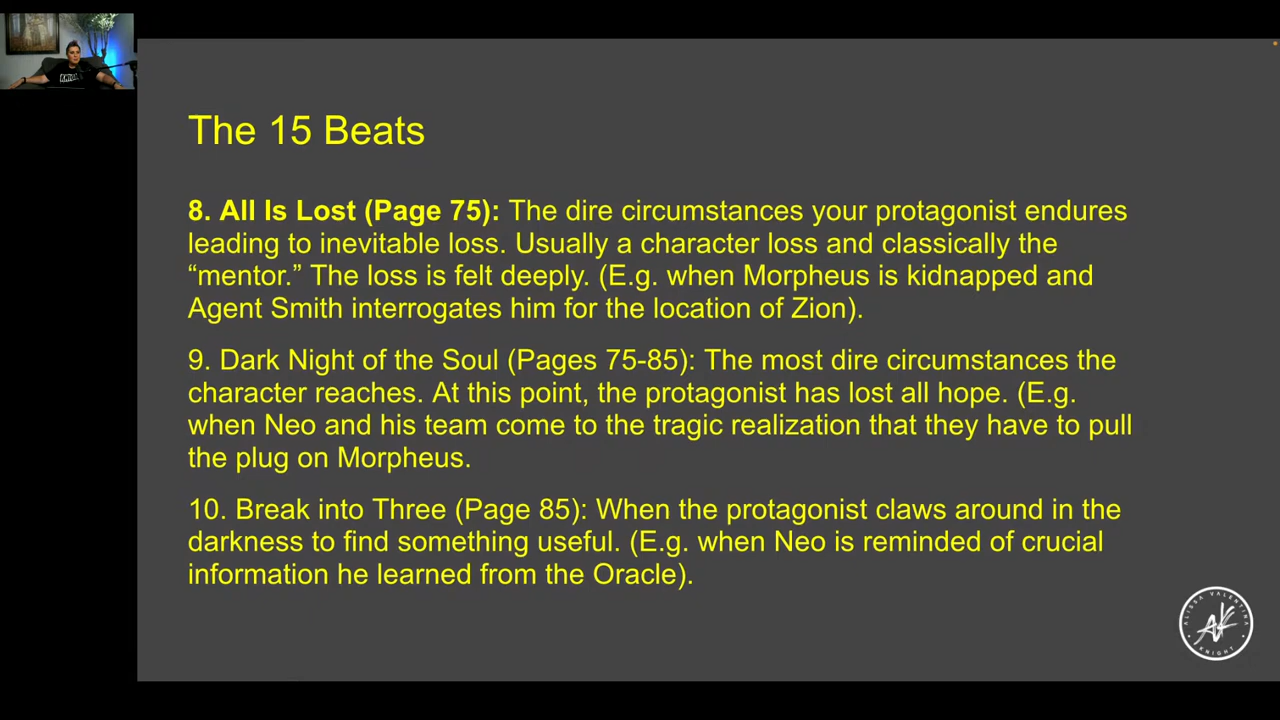 The 15 Beats
8. All Is Lost (Page 75): The dire circumstances your protagonist endures
leading to inevitable loss. Usually a character loss and classically the
“mentor.” The loss is felt deeply. (E.g. when Morpheus is kidnapped and
Agent Smith interrogates him for the location of Zion).
9. Dark Night of the Soul (Pages 75-85): The most dire circumstances the
character reaches. At this point, the protagonist has lost all hope. (E.g.
when Neo and his team come to the tragic realization that they have to pull
the plug on Morpheus.
10. Break into Three (Page 85): When the protagonist claws around in the
darkness to find something useful. (E.g. when Neo is reminded of crucial
information he learned from the Oracle).
ALISSA VALENTINA
AK
KNIGHT